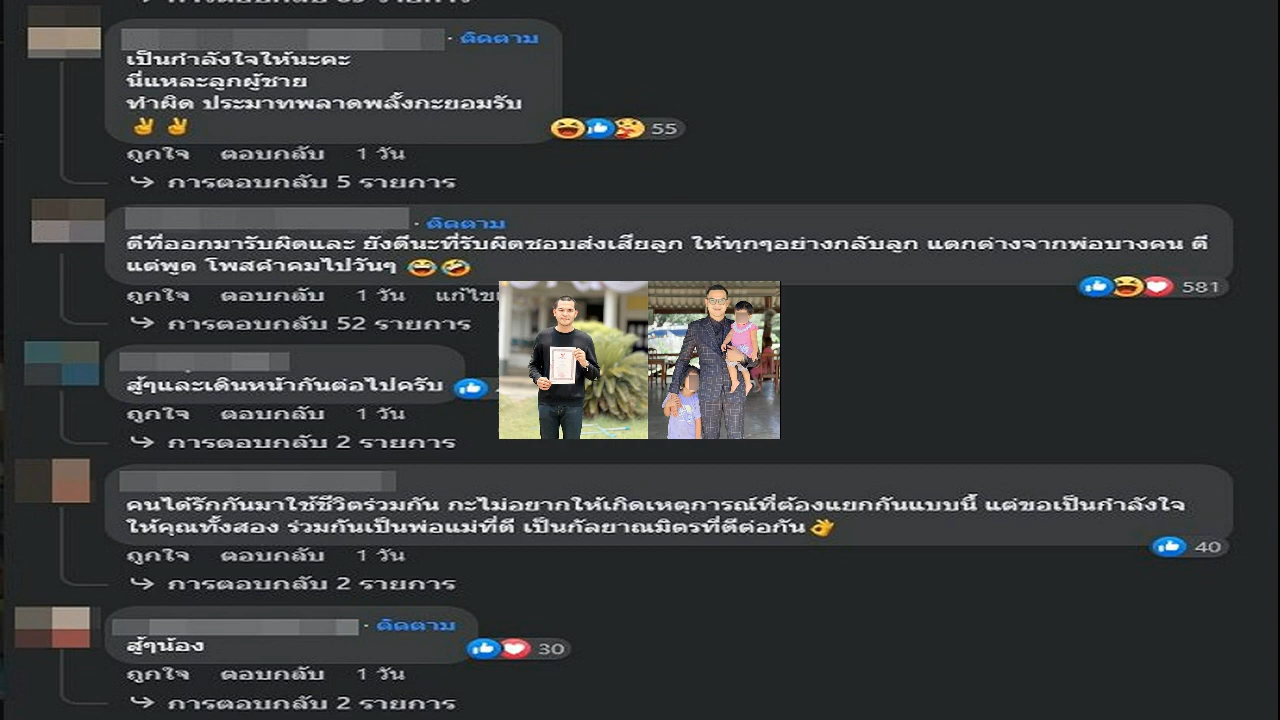 · ติดตาม
เป็นกำลังใจให้นะคะ
นี่แหละลูกผู้ชาย
ทำผิด ประมาทพลาดพลั้งกะยอมรับ
✌️ ✌️
55
ถูกใจ ตอบกลับ 1 วัน
การตอบกลับ 5 รายการ
· ติดตาม
ดีที่ออกมารับผิดและ ยังดีนะที่รับผิดชอบส่งเสียลูก ให้ทุกๆอย่างกลับลูก แตกต่างจากพ่อบางคน ดี
แต่พูด โพสคำคมไปวันๆ 😄 🤣
581
ถูกใจ ตอบกลับ 1 วัน
การตอบกลับ 52 รายการ
สู้ๆและเดินหน้ากันต่อไปครับ
ถูกใจ ตอบกลับ 1 วัน
การตอบกลับ 2 รายการ
คนได้รักกันมาใช้ชีวิตร่วมกัน กะไม่อยากให้เกิดเหตุการณ์ที่ต้องแยกกันแบบนี้ แต่ขอเป็นกำลังใจ
ให้คุณทั้งสอง ร่วมกันเป็นพ่อแม่ที่ดี เป็นกัลยาณมิตรที่ดีต่อกัน👌
40
ถูกใจ ตอบกลับ 1 วัน
การตอบกลับ 2 รายการ
· ติดตาม
สู้ๆน้อง
30
ถูกใจ ตอบกลับ 1 วัน
การตอบกลับ 2 รายการ